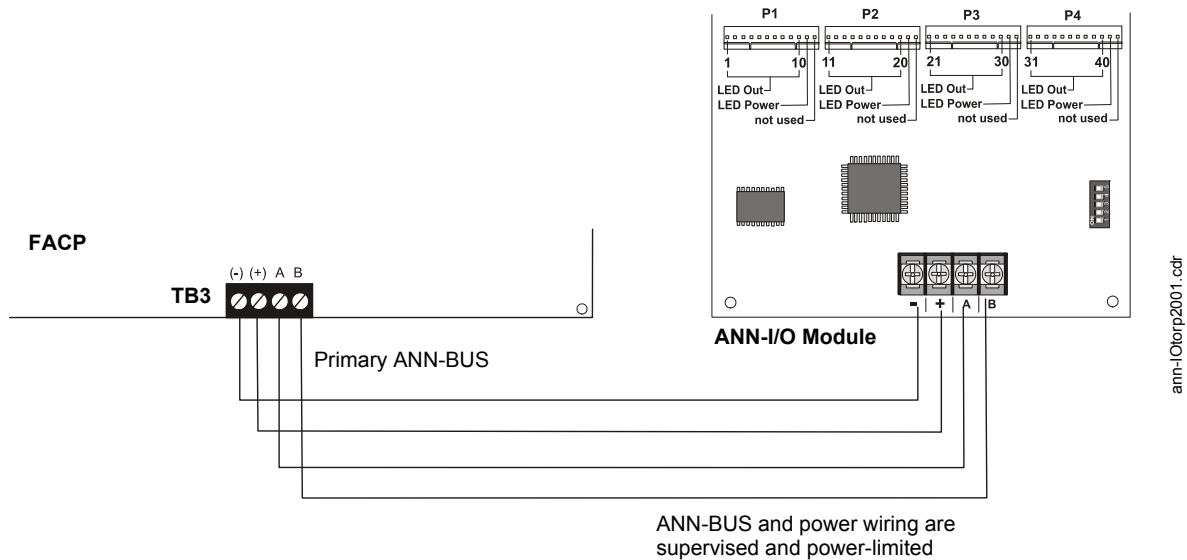 P1 P2 P3 P4
1 10 11 20 21 30 31 40
LED Out LED Out LED Out LED Out
LED Power LED Power LED Power LED Power
not used not used not used not used
FACP
(-) (+) A B
TB3
- + A B
ANN-I/O Module
Primary ANN-BUS
ANN-BUS and power wiring are
supervised and power-limited
ann-IOtorp2001.cdr